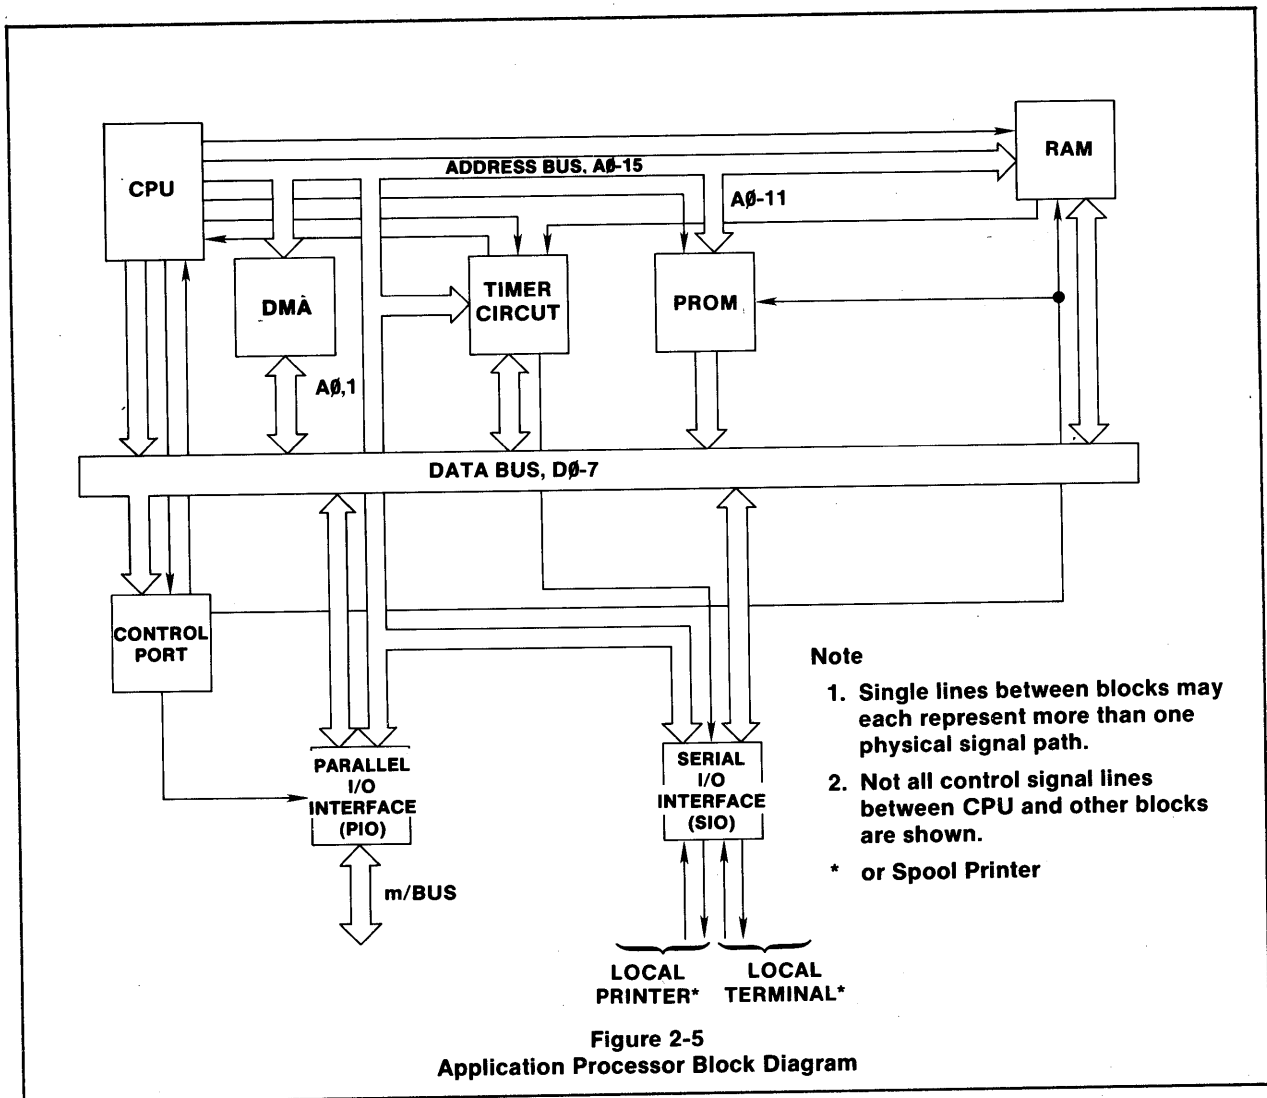 CPU
RAM
ADDRESS BUS, AØ-15
AØ-11
DMA
TIMER
CIRCUT
PROM
AØ,1
DATA BUS, DØ-7
CONTROL
PORT
PARALLEL
I/O
INTERFACE
(PIO)
SERIAL
I/O
INTERFACE
(SIO)
m/BUS
LOCAL
PRINTER*
LOCAL
TERMINAL*
Note
1. Single lines between blocks may
each represent more than one
physical signal path.
2. Not all control signal lines
between CPU and other blocks
are shown.
* or Spool Printer
Figure 2-5
Application Processor Block Diagram